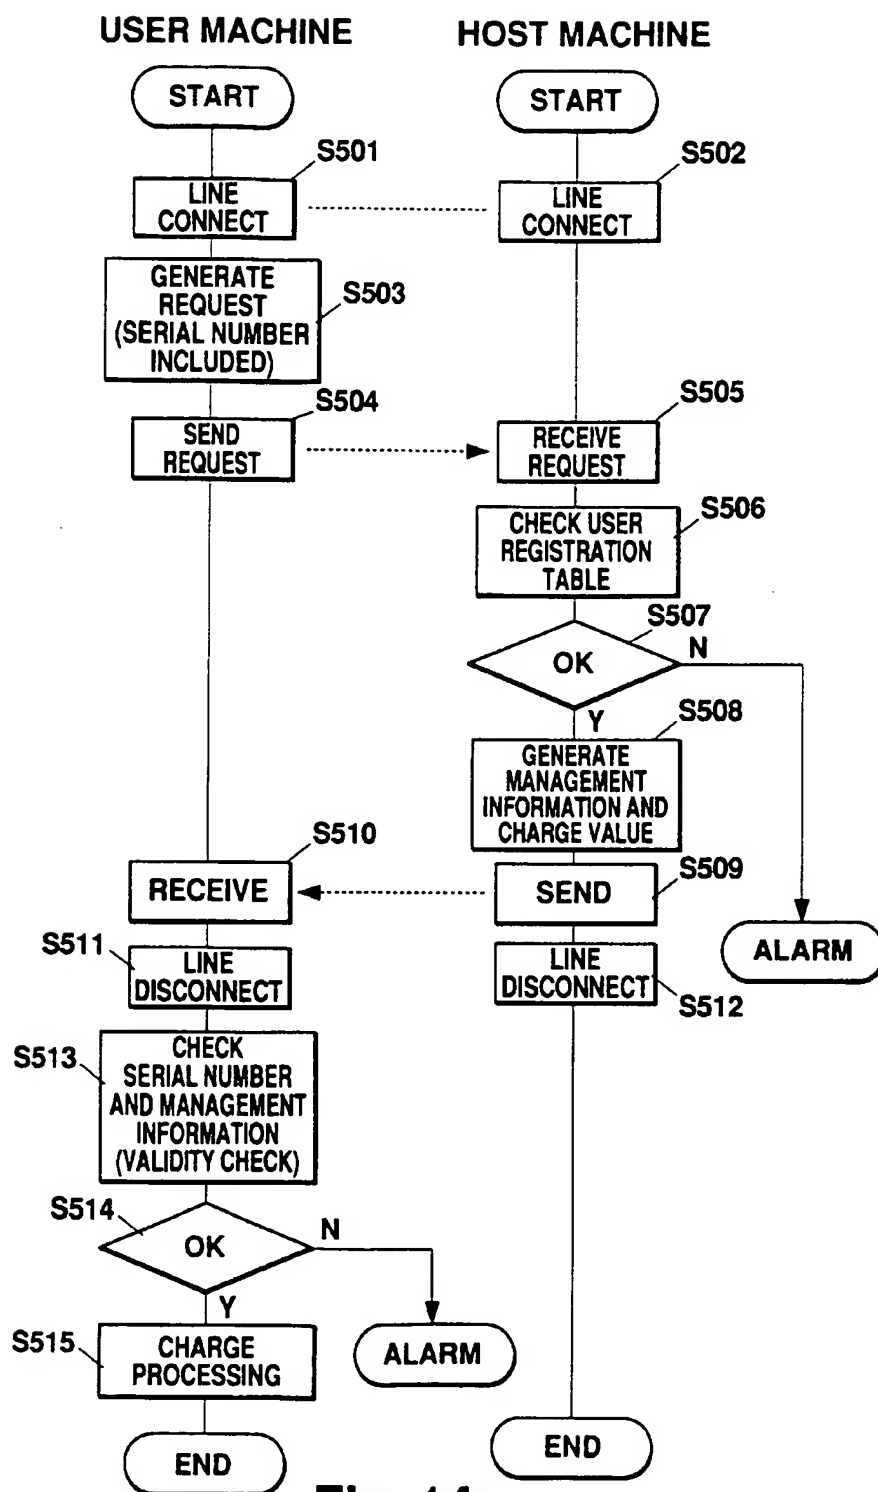 USER MACHINE
HOST MACHINE
START
START
S501
S502
LINE
CONNECT
LINE
CONNECT
GENERATE
REQUEST
(SERIAL NUMBER
INCLUDED)
S503
S504
S505
SEND
REQUEST
RECEIVE
REQUEST
S506
CHECK USER
REGISTRATION
TABLE
S507
OK
N
Y
S508
GENERATE
MANAGEMENT
INFORMATION AND
CHARGE VALUE
S510
S509
RECEIVE
SEND
ALARM
S511
LINE
DISCONNECT
LINE
DISCONNECT
S512
S513
CHECK
SERIAL NUMBER
AND MANAGEMENT
INFORMATION
(VALIDITY CHECK)
S514
OK
N
Y
S515
CHARGE
PROCESSING
ALARM
END
END